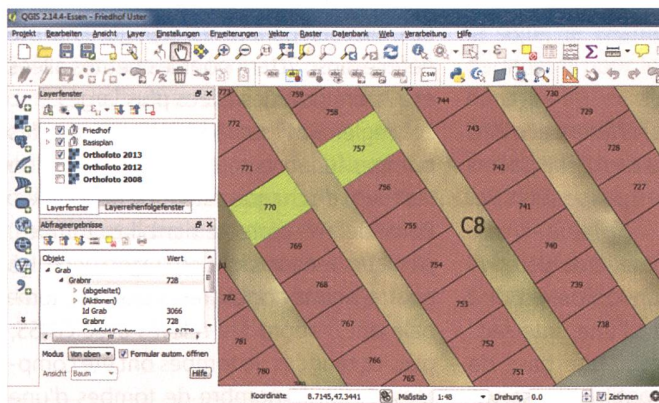 QGIS 2.14.4-Essen - Friedhof Uster
Projekt Bearbeiten Ansicht Layer Einstellungen Erweiterungen Vektor Raster Datenbank Web Verarbeitung Hilfe
CSW
Layerfenster
Friedhof
Basisplan
Orthofoto 2013
Orthofoto 2012
Orthofoto 2008
Layerfenster Layerreihenfolgefenster
Abfrageergebnisse
Objekt Wert
Grab
Grabnr 728
(abgeleitet)
(Aktionen)
Id Grab 3066
Grabnr 728
Modus Von oben Formular autom. öffnen
Ansicht Baum Hilfe
773 759 745 744 730
772 758 743 729
771 757 742 728
770 756 741 727
769 755 C8 740
768 754 739
782 767 753 738
781 766 752
780 765 751
Koordinate 8.7145,47.3441 Maßstab 1:48 Drehung 0.0 Zeichnen